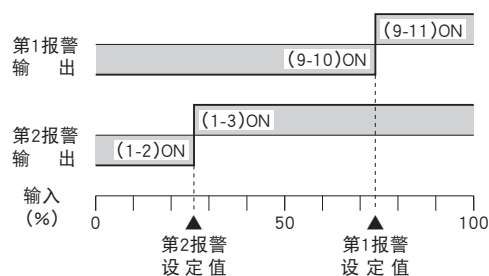 第1报警
输　出
(9-11)ON
(9-10)ON
第2报警
输　出
(1-3)ON
(1-2)ON
输入
(%)
0 50 100
第2报警 第1报警
设定值 设定值